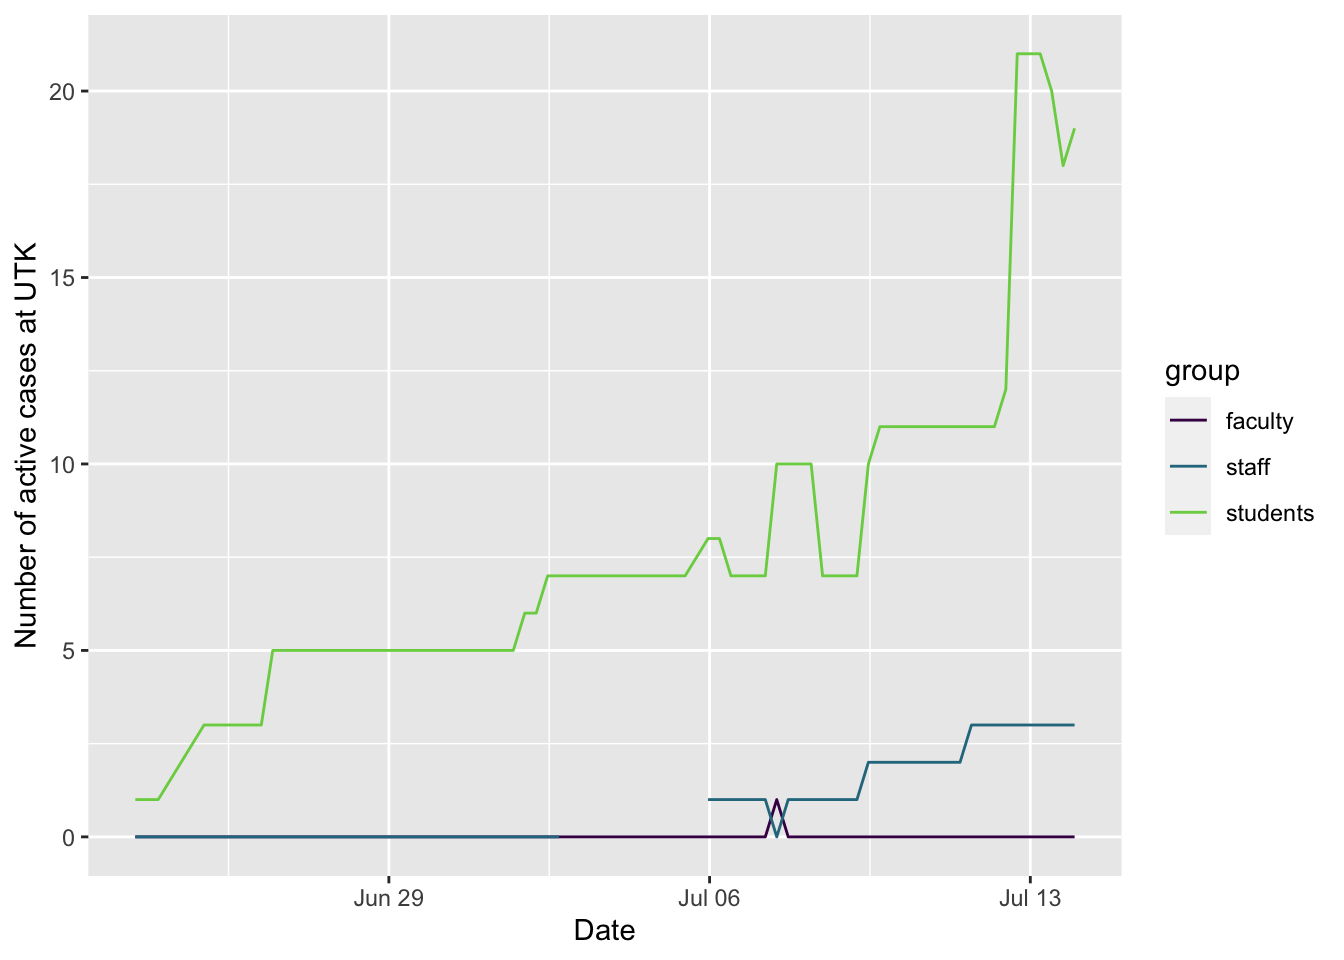 Number of active cases at UTK
20
15
10
5
0
Jun 29
Jul 06
Jul 13
Date
group
faculty
staff
students